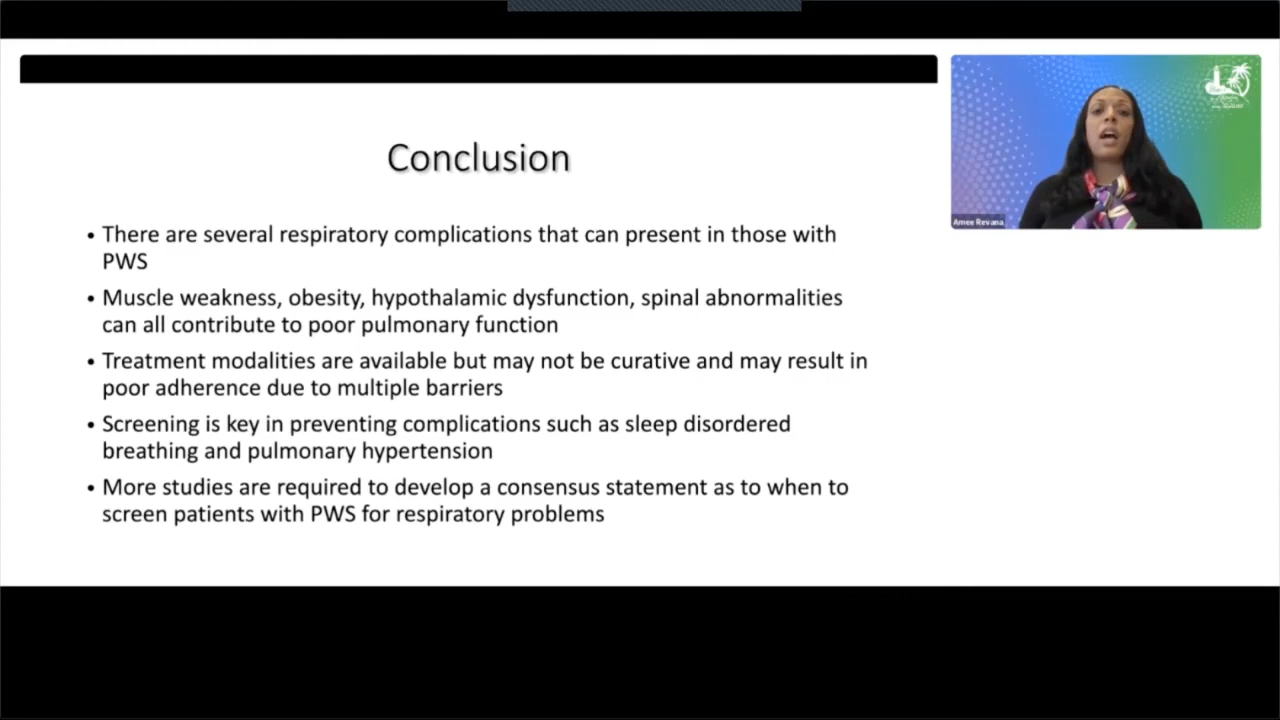 Conclusion
• There are several respiratory complications that can present in those with
PWS
• Muscle weakness, obesity, hypothalamic dysfunction, spinal abnormalities
can all contribute to poor pulmonary function
• Treatment modalities are available but may not be curative and may result in
poor adherence due to multiple barriers
• Screening is key in preventing complications such as sleep disordered
breathing and pulmonary hypertension
• More studies are required to develop a consensus statement as to when to
screen patients with PWS for respiratory problems
Amee Revana